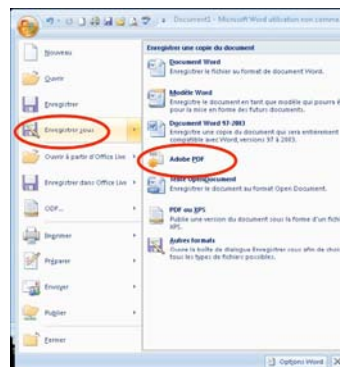 Document1 - Microsoft Word utilisation non comme
Nouveau
Ouvrir
Enregistrer
Enregistrer sous
Ouvrir à partir d'Office Live
Enregistrer dans Office Live
ODF...
Imprimer
Préparer
Envoyer
Publier
Fermer
Enregistrer une copie du document
Document Word
Enregistrer le fichier au format de document Word.
Modèle Word
Enregistre le document en tant que modèle qui pourra ê
pour la mise en forme des futurs documents.
Document Word 97-2003
Enregistre une copie du document qui sera entièrement
compatible avec Word, versions 97 à 2003.
Adobe PDF
Texte OpenDocument
Enregistrer le document au format Open Document.
PDF ou XPS
Publie une version du document sous la forme d'un fichi
XPS.
Autres formats
Ouvre la boîte de dialogue Enregistrer sous afin de choisi
tous les types de fichiers possibles.
Options Word